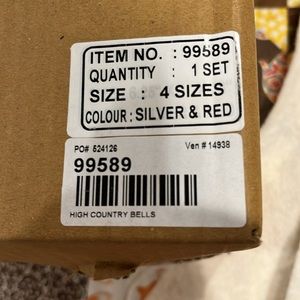 ITEM NO. : 99589
QUANTITY : 1 SET
SIZE : 4 SIZES
COLOUR : SILVER & RED
PO# 524126 Ven # 14938
99589
HIGH COUNTRY BELLS